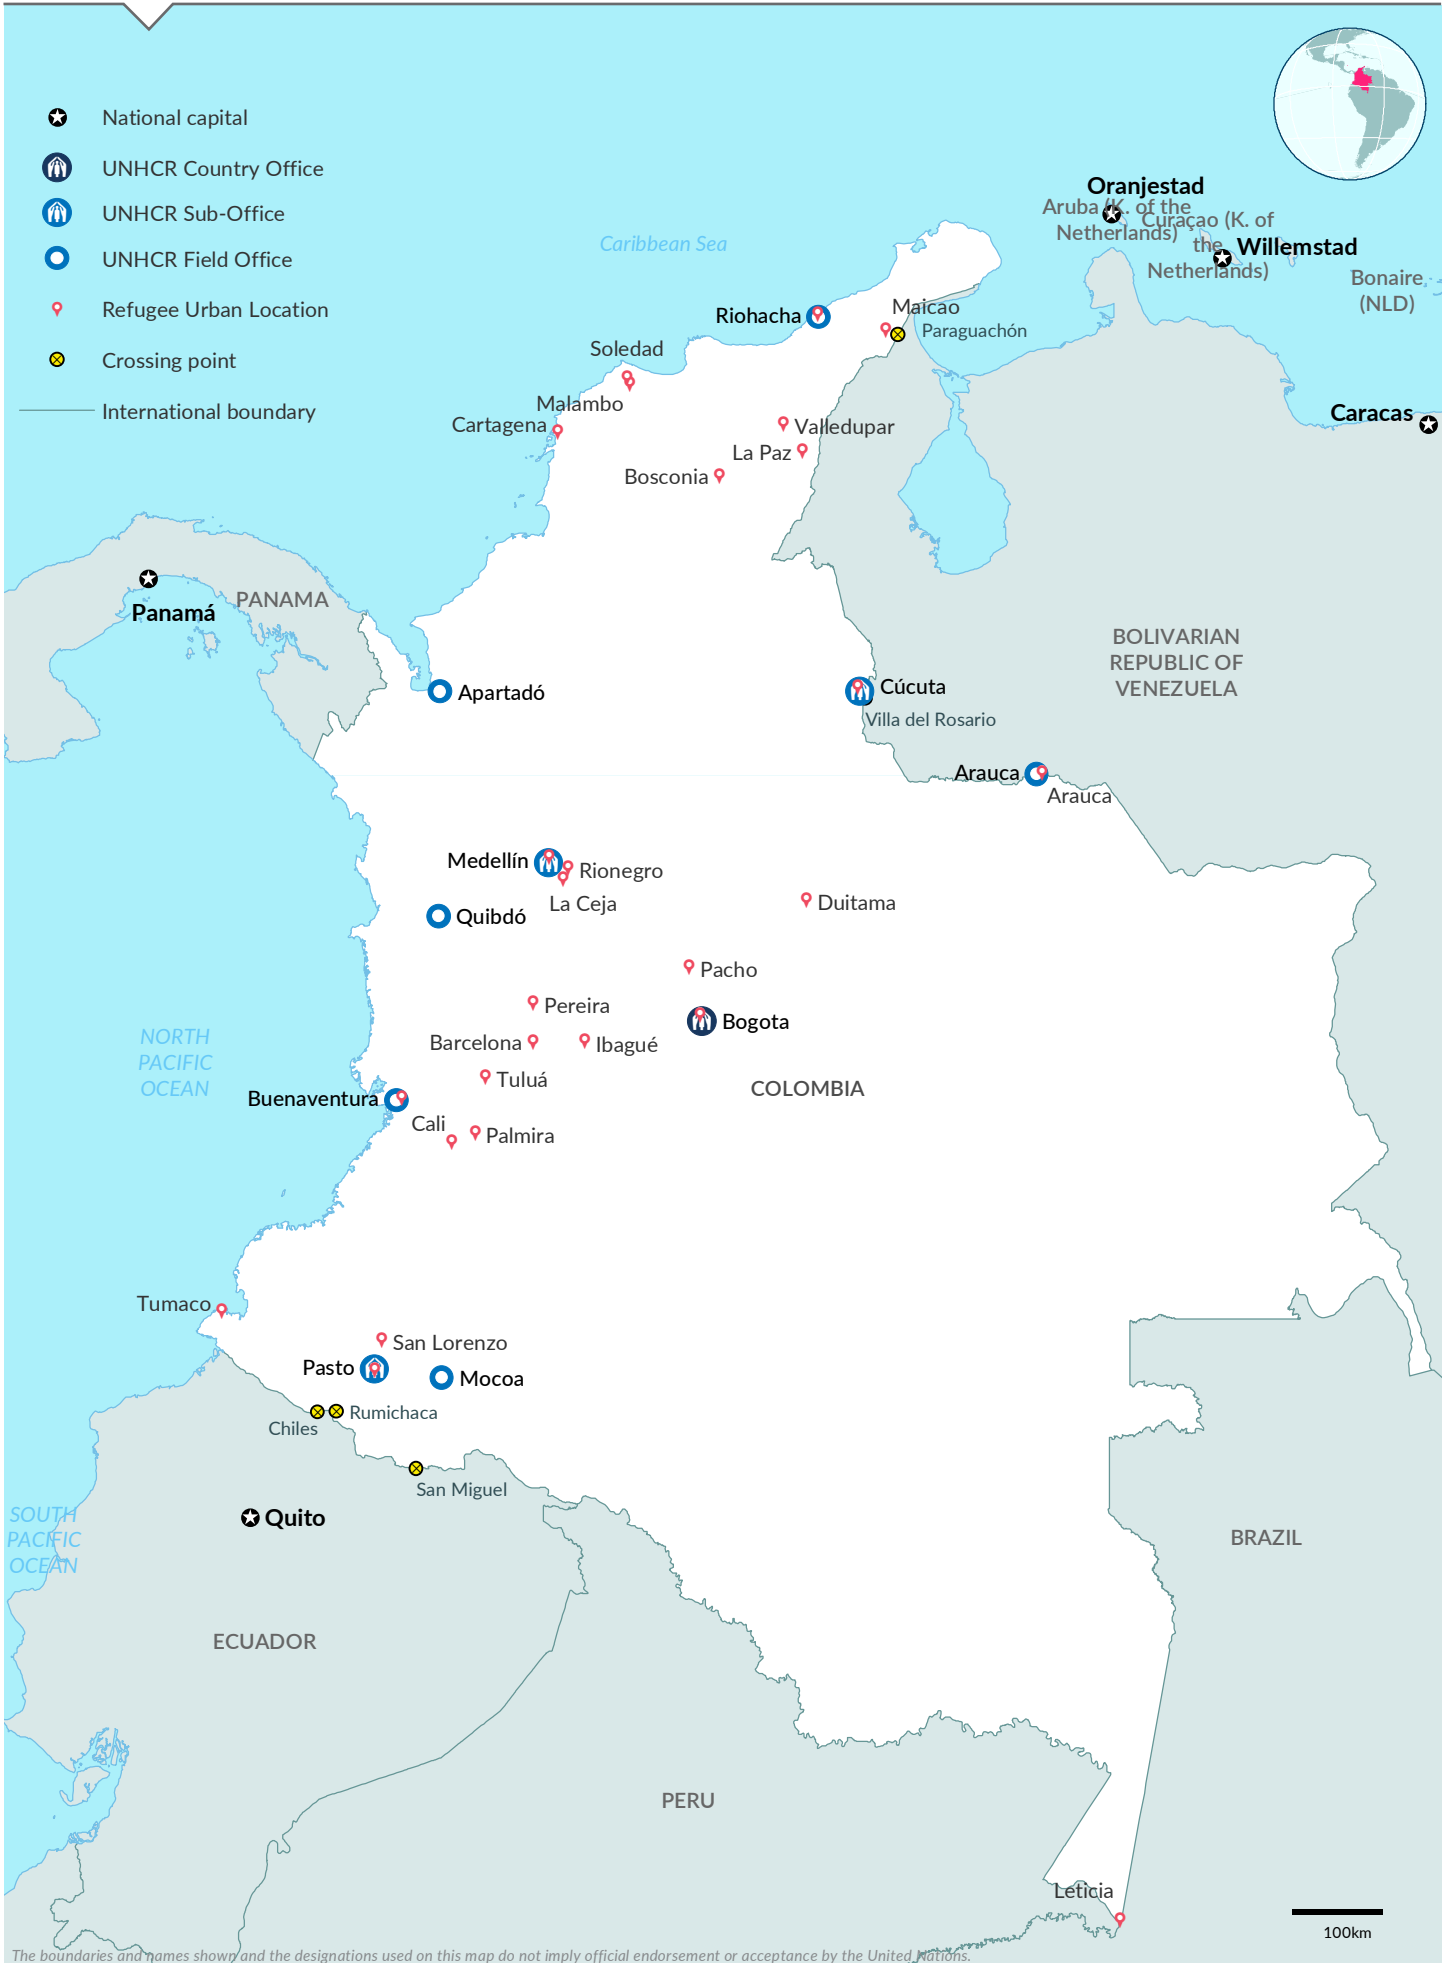 National capital
UNHCR Country Office
UNHCR Sub-Office
UNHCR Field Office
Refugee Urban Location
Crossing point
International boundary
Oranjestad
Aruba (K. of the
Netherlands)
Curaçao (K. of
the
Netherlands)
Willemstad
Bonaire
(NLD)
Caribbean Sea
Riohacha
Maicao
Paraguachón
Soledad
Malambo
Cartagena
Caracas
Valledupar
La Paz
Bosconia
Panamá
PANAMA
BOLIVARIAN
REPUBLIC OF
VENEZUELA
Apartadó
Cúcuta
Villa del Rosario
Arauca
Arauca
Medellín
Rionegro
La Ceja
Quibdó
Duitama
Pacho
Pereira
Bogota
Barcelona
Ibagué
NORTH
PACIFIC
OCEAN
Tuluá
COLOMBIA
Buenaventura
Cali
Palmira
Tumaco
San Lorenzo
Pasto
Mocoa
Chiles
Rumichaca
San Miguel
SOUTH
PACIFIC
OCEAN
Quito
BRAZIL
ECUADOR
PERU
Leticia
100km
The boundaries and names shown and the designations used on this map do not imply official endorsement or acceptance by the United Nations.